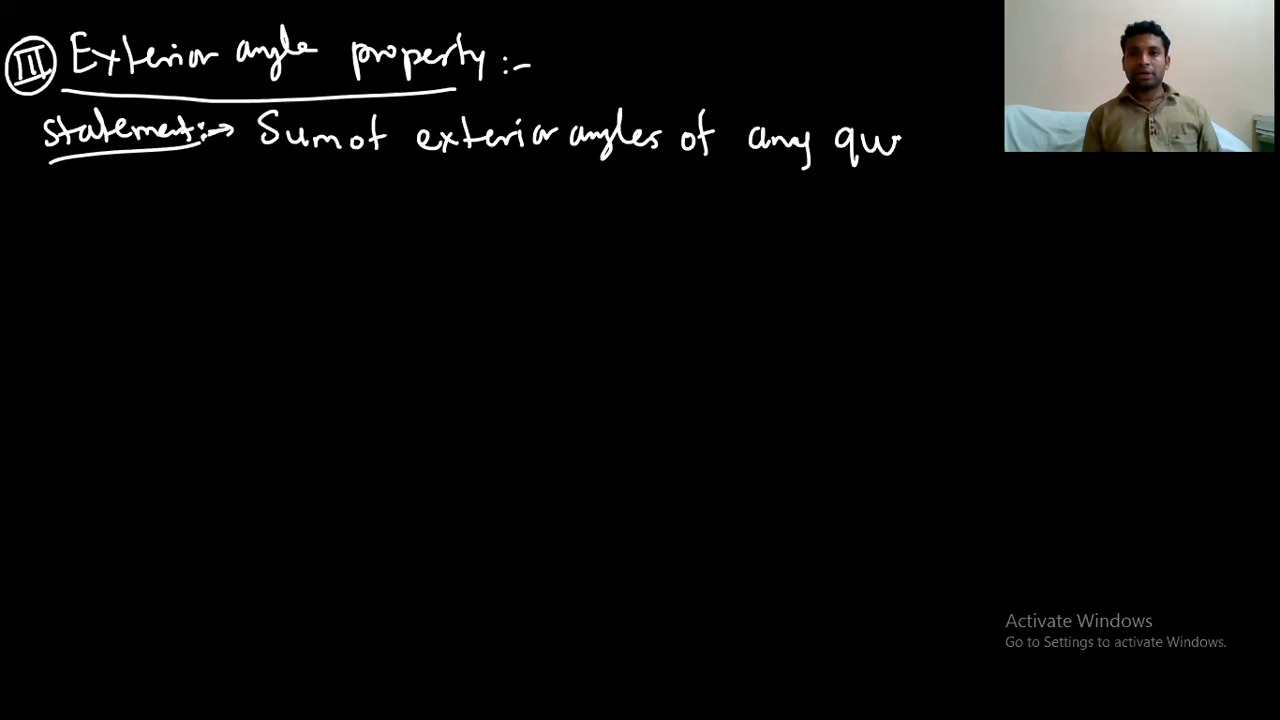 III Exterior angle property :-
Statement :→ Sum of exterior angles of any qu
Activate Windows
Go to Settings to activate Windows.